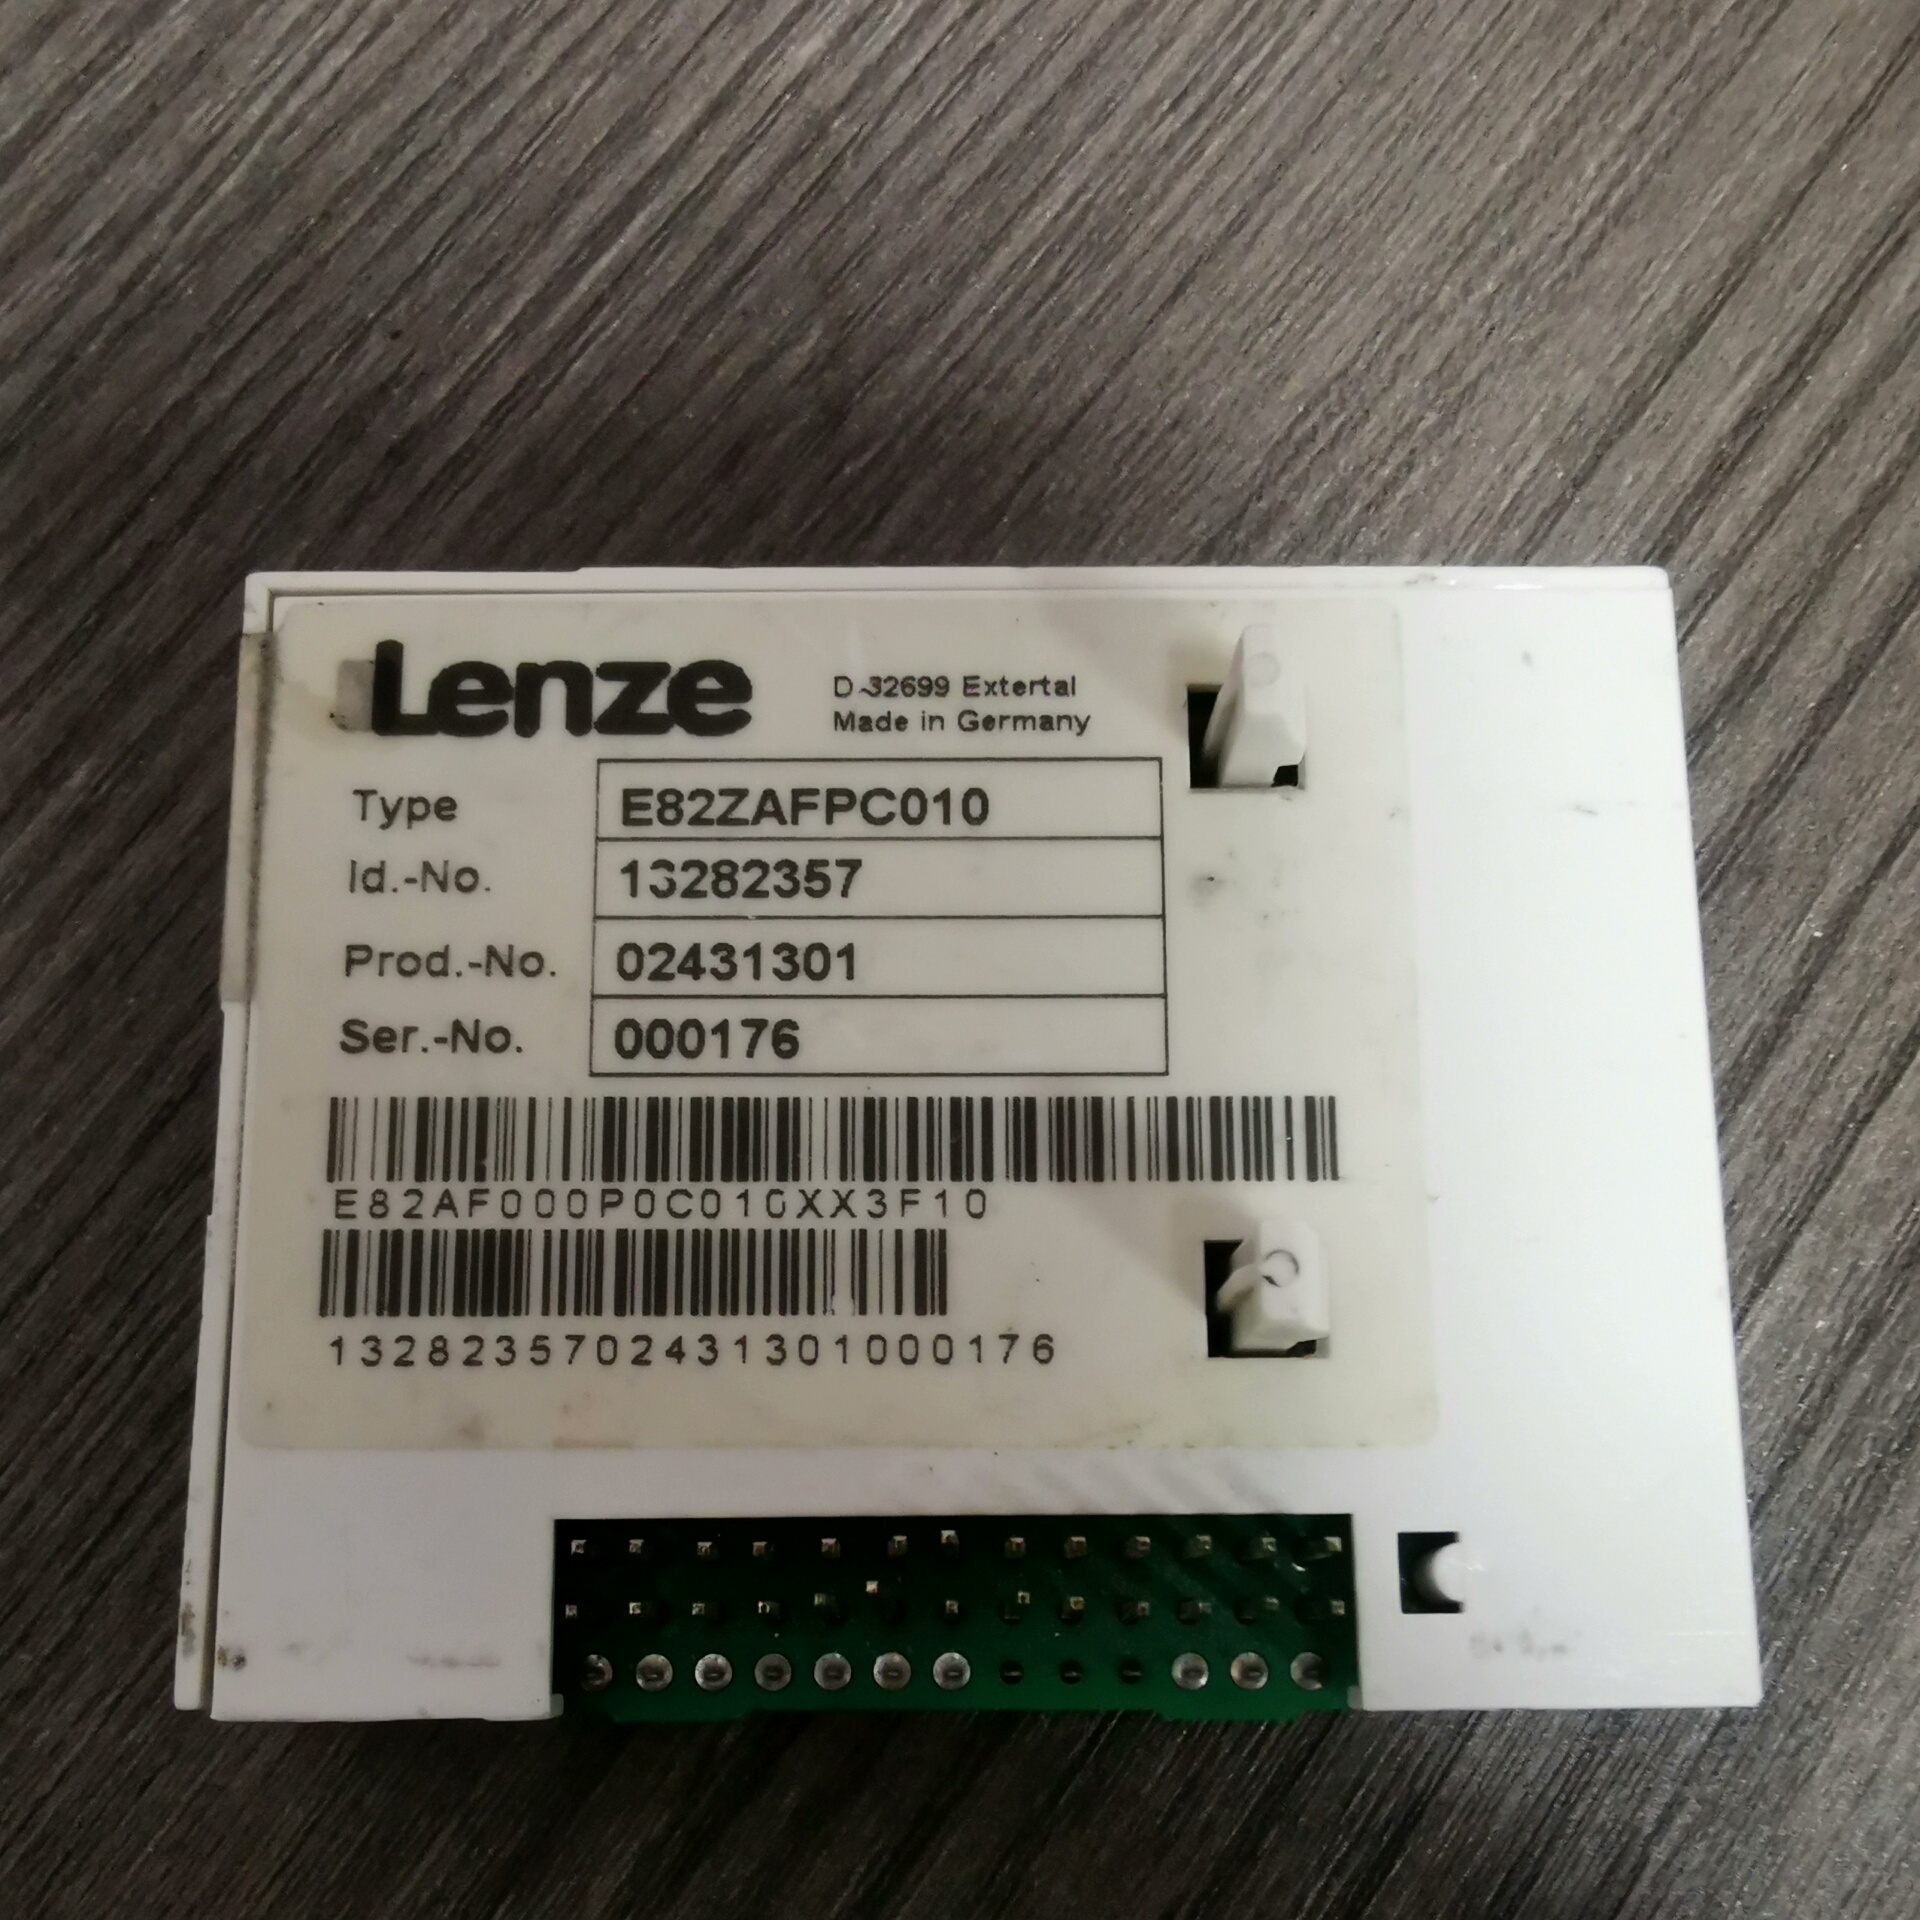 Lenze
D-32699 Extertal
Made in Germany
Type E82ZAFPC010
Id.-No. 13282357
Prod.-No. 02431301
Ser.-No. 000176
E82AF000P0C010XX3F10
1328235702431301000176